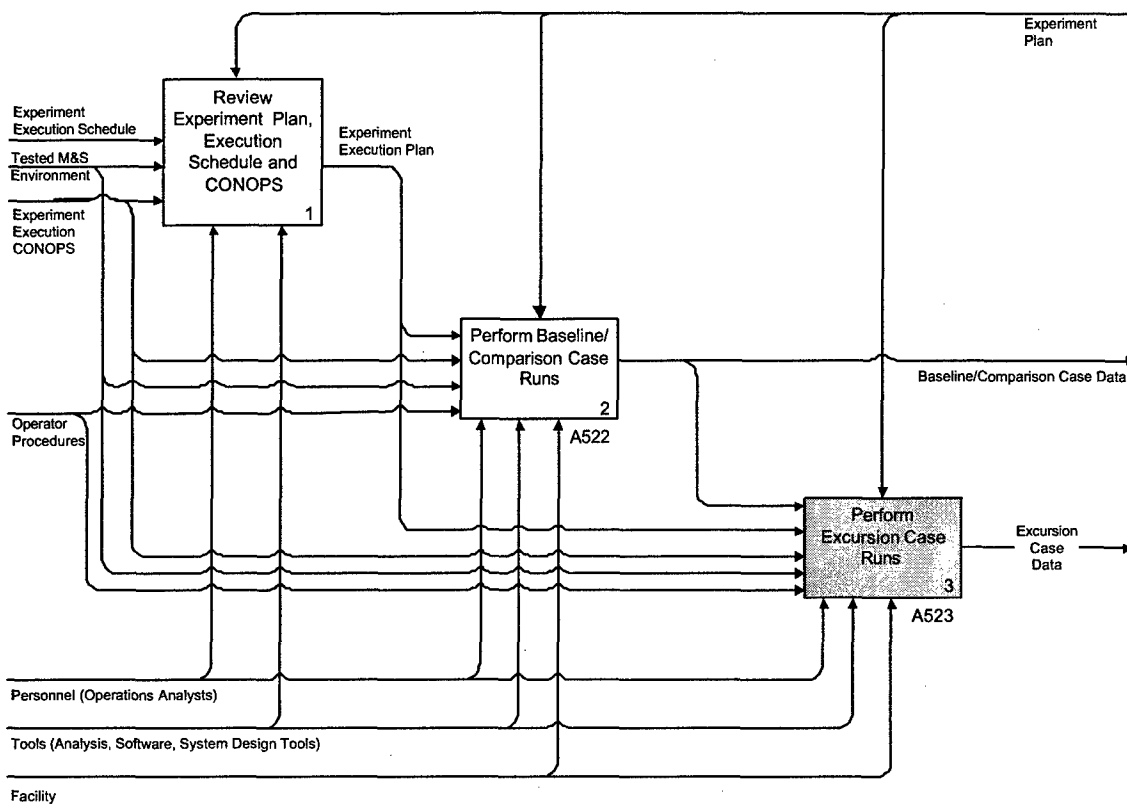 Experiment
Plan
Review
Experiment Plan,
Execution
Schedule and
CONOPS
1
Experiment
Execution Schedule
Tested M&S
Environment
Experiment
Execution
CONOPS
Experiment
Execution Plan
Perform Baseline/
Comparison Case
Runs
2
A522
Baseline/Comparison Case Data
Operator
Procedures
Perform
Excursion Case
Runs
3
A523
Excursion
Case
Data
Personnel (Operations Analysts)
Tools (Analysis, Software, System Design Tools)
Facility